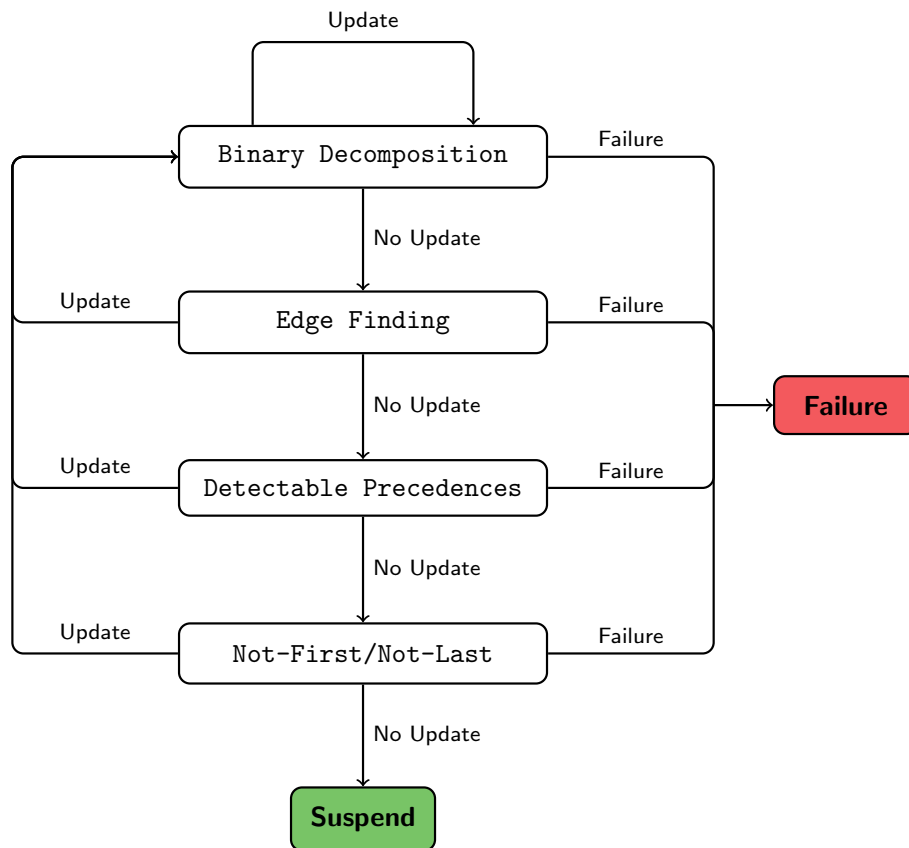 Update
Binary Decomposition
Failure
No Update
Update
Edge Finding
Failure
No Update
Failure
Update
Detectable Precedences
Failure
No Update
Update
Not-First/Not-Last
Failure
No Update
Suspend